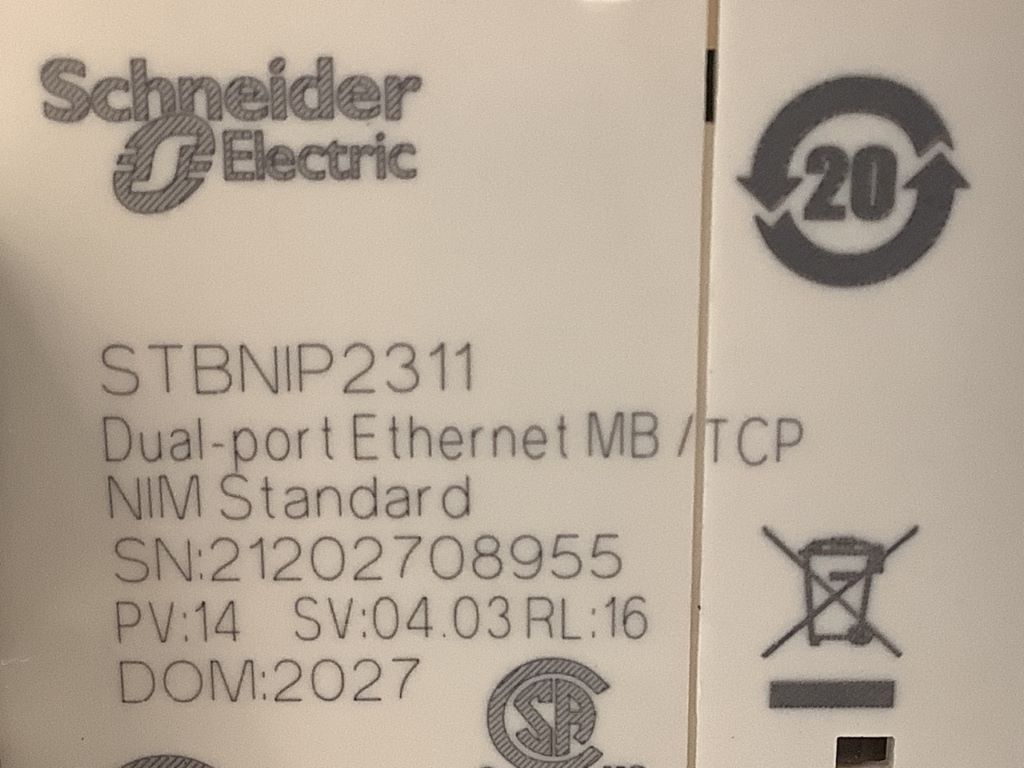 Schneider
Electric
20
STBNIP2311
Dual-port Ethernet MB/TCP
NIM Standard
SN:21202708955
PV:14 SV:04.03 RL:16
DOM:2027
CSA